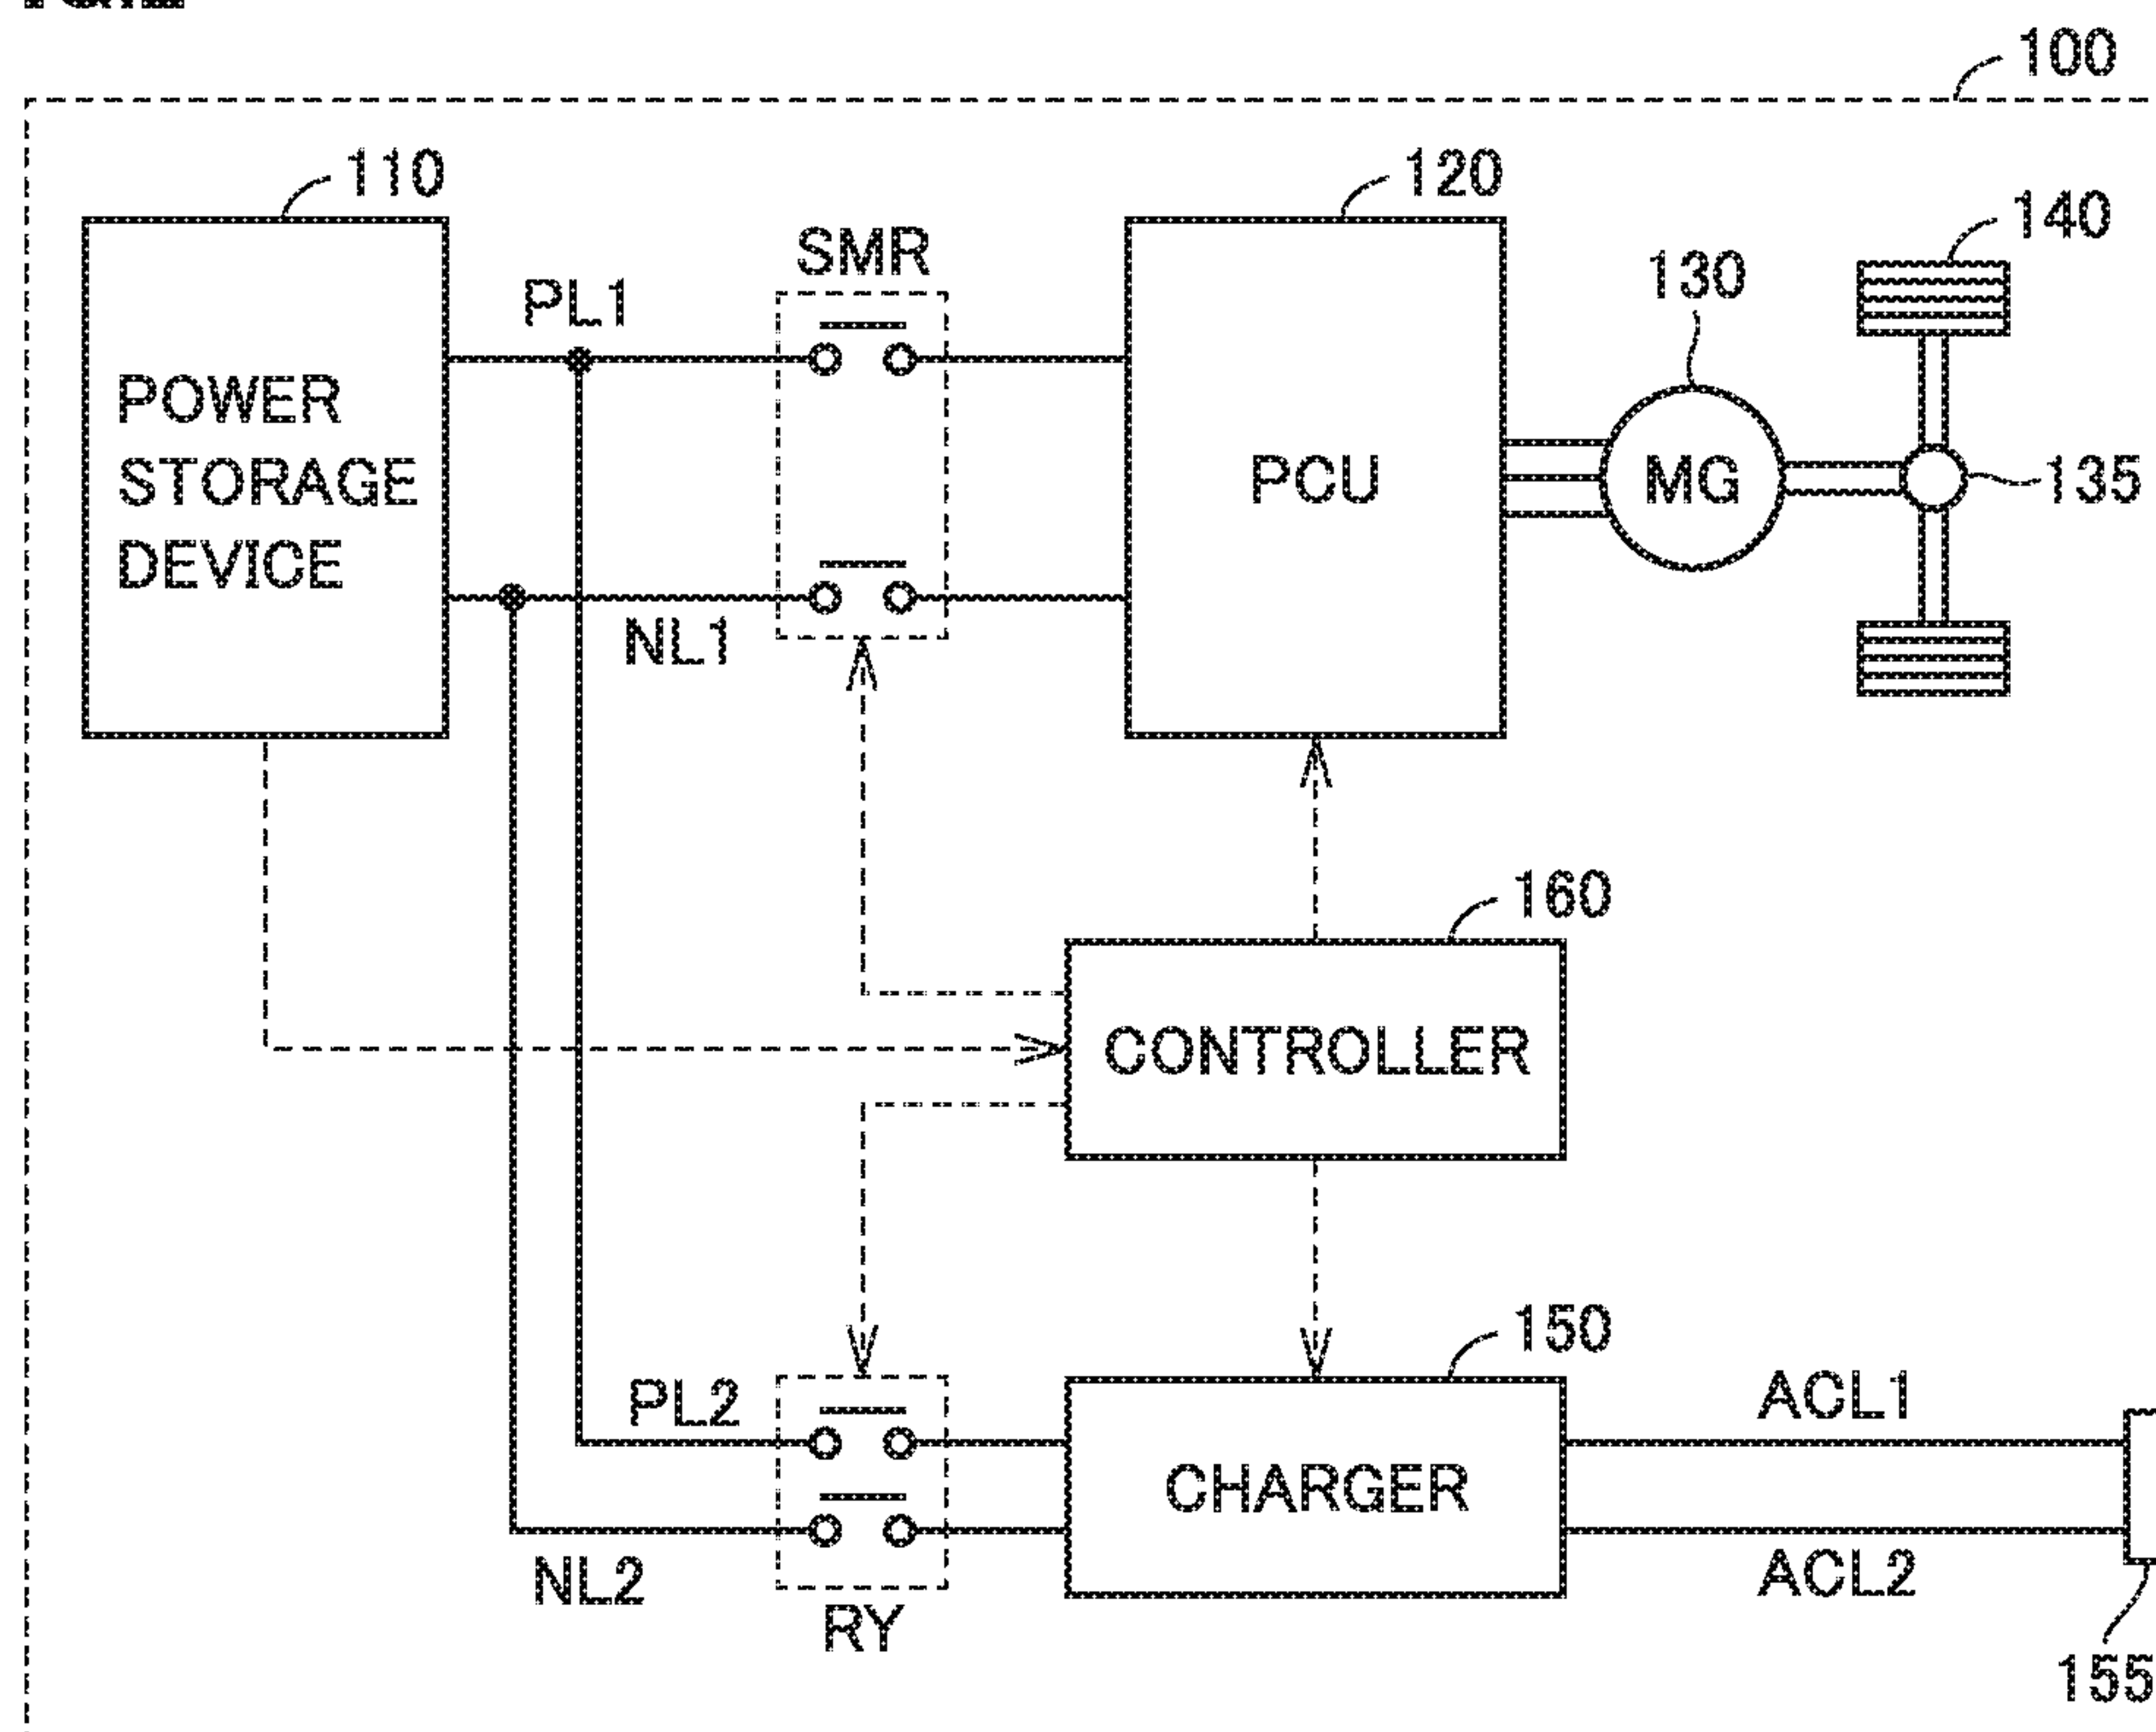 100
110
120
140
SMR
130
PL1
POWER
STORAGE
DEVICE
PCU
MG
135
NL1
160
CONTROLLER
150
PL2
ACL1
CHARGER
NL2
ACL2
RY
155